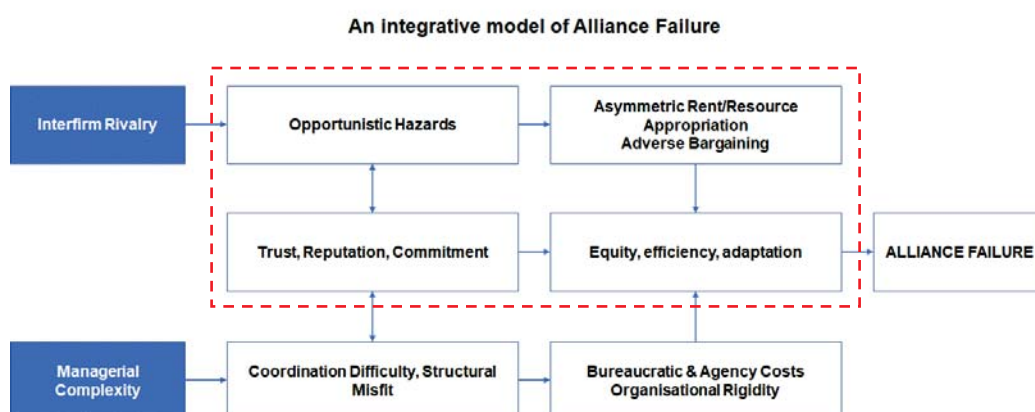 An integrative model of Alliance Failure
Interfirm Rivalry
Opportunistic Hazards
Asymmetric Rent/Resource
Appropriation
Adverse Bargaining
Trust, Reputation, Commitment
Equity, efficiency, adaptation
ALLIANCE FAILURE
Managerial
Complexity
Coordination Difficulty, Structural
Misfit
Bureaucratic & Agency Costs
Organisational Rigidity